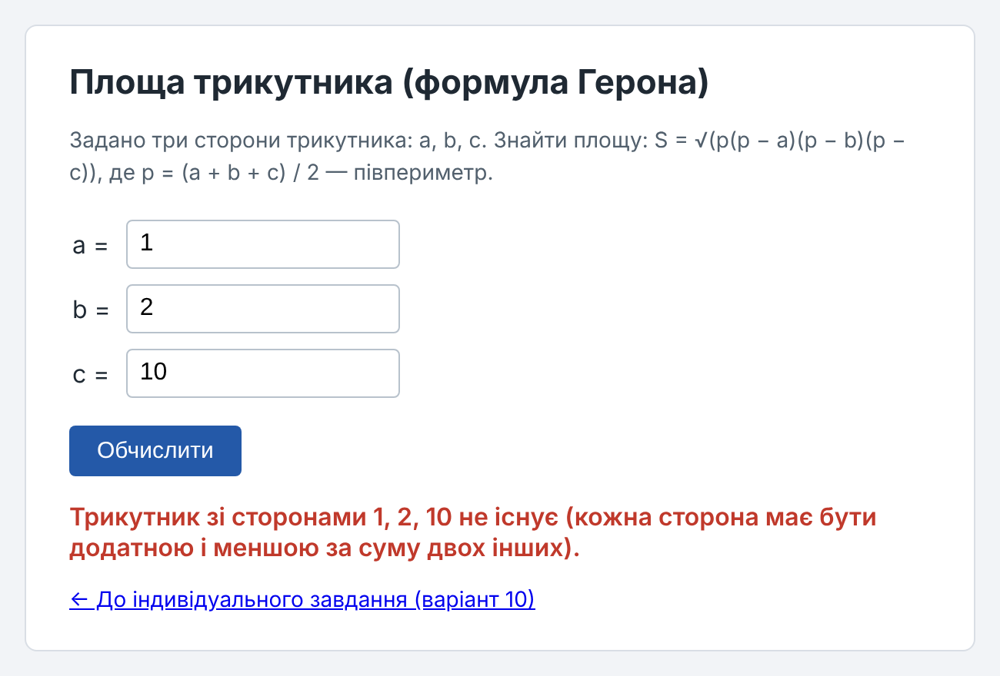 Площа трикутника (формула Герона)
Задано три сторони трикутника: a, b, c. Знайти площу: S = √(p(p − a)(p − b)(p −
c)), де p = (a + b + c) / 2 — півпериметр.
a = 1
b = 2
c = 10
Обчислити
Трикутник зі сторонами 1, 2, 10 не існує (кожна сторона має бути
додатною і меншою за суму двох інших).
← До індивідуального завдання (варіант 10)